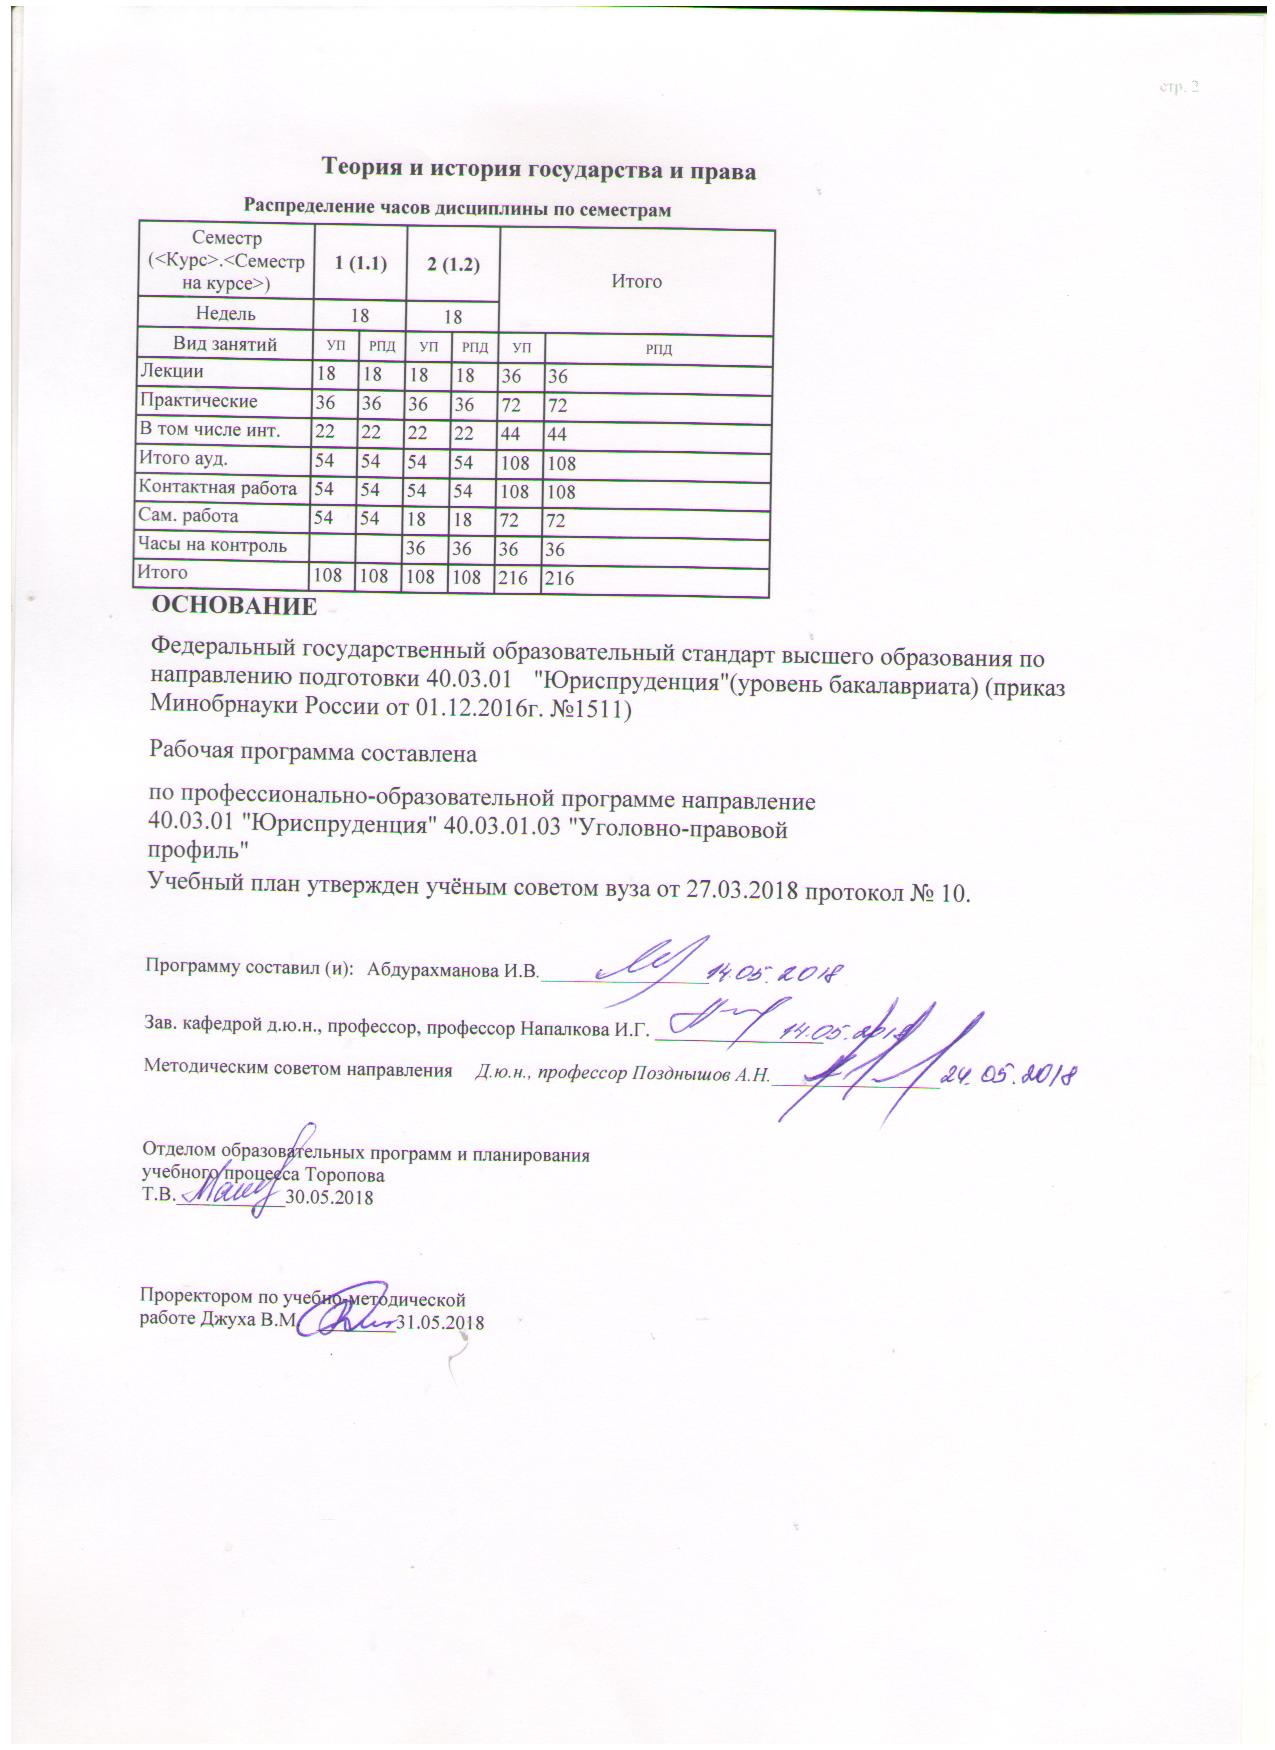 стр. 2
Теория и история государства и права
Распределение часов дисциплины по семестрам
Семестр (<Курс>.<Семестр на курсе>) 1 (1.1) 2 (1.2) Итого
Недель 18 18
Вид занятий УП РПД УП РПД УП РПД
Лекции 18 18 18 18 36 36
Практические 36 36 36 36 72 72
В том числе инт. 22 22 22 22 44 44
Итого ауд. 54 54 54 54 108 108
Контактная работа 54 54 54 54 108 108
Сам. работа 54 54 18 18 72 72
Часы на контроль 36 36 36 36
Итого 108 108 108 108 216 216
ОСНОВАНИЕ
Федеральный государственный образовательный стандарт высшего образования по
направлению подготовки 40.03.01 "Юриспруденция"(уровень бакалавриата) (приказ
Минобрнауки России от 01.12.2016г. №1511)
Рабочая программа составлена
по профессионально-образовательной программе направление
40.03.01 "Юриспруденция" 40.03.01.03 "Уголовно-правовой
профиль"
Учебный план утвержден учёным советом вуза от 27.03.2018 протокол № 10.
Программу составил (и): Абдурахманова И.В. 14.05.2018
Зав. кафедрой д.ю.н., профессор, профессор Напалкова И.Г. 14.05.2018
Методическим советом направления Д.ю.н., профессор Позднышов А.Н. 24.05.2018
Отделом образовательных программ и планирования
учебного процесса Торопова
Т.В. 30.05.2018
Проректором по учебно-методической
работе Джуха В.М. 31.05.2018